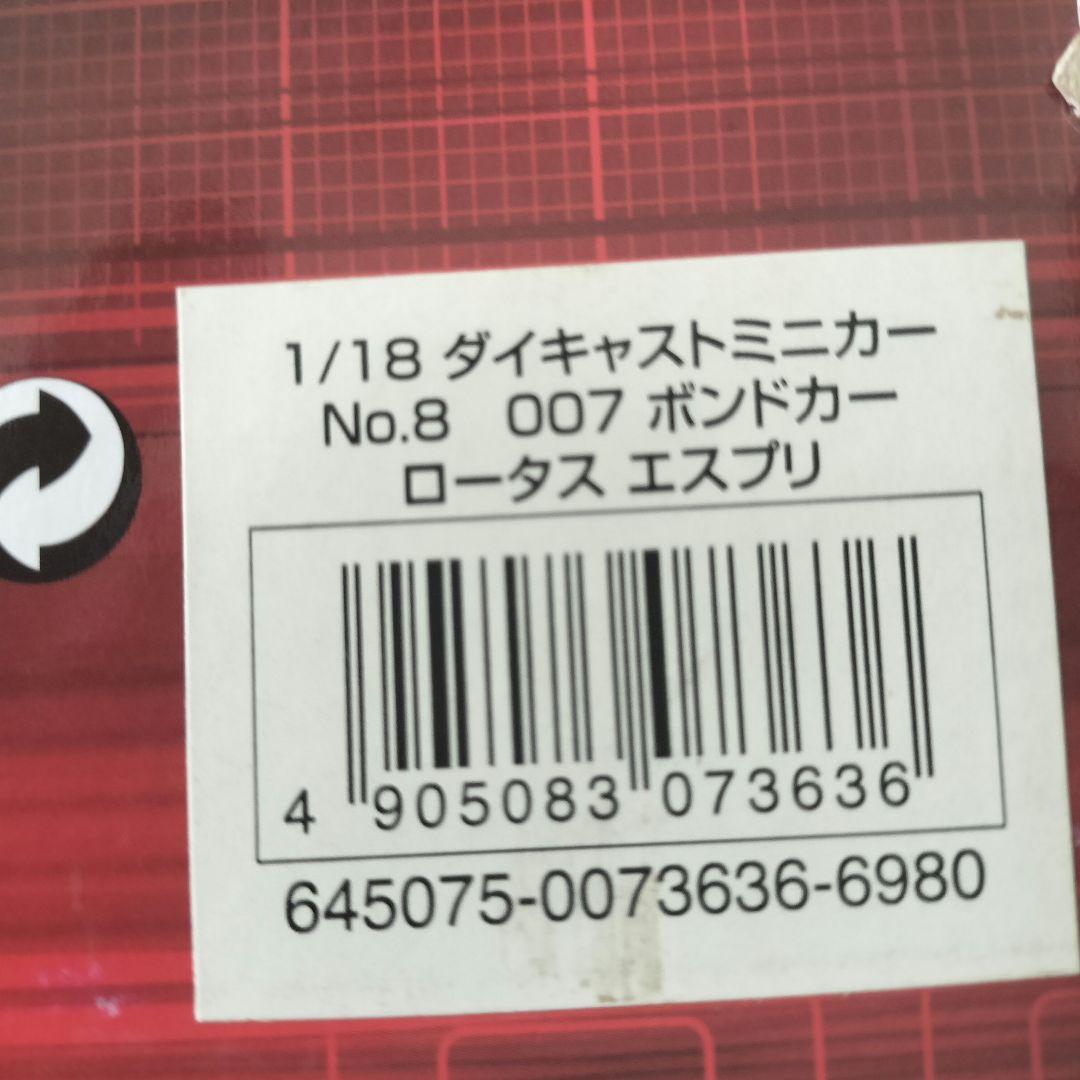 1/18 ダイキャストミニカー
No.8　007 ボンドカー
ロータス エスプリ
4 905083 073636
645075-0073636-6980